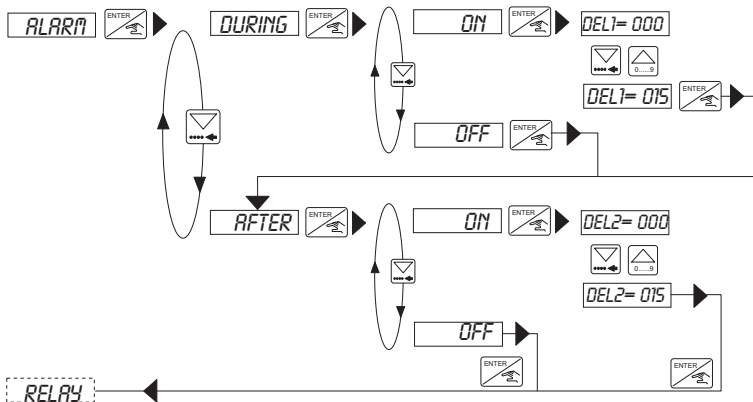 ALARM ENTER DURING ENTER ON ENTER DEL1= 000
0......9
DEL1= 015 ENTER
OFF ENTER
AFTER ENTER ON ENTER DEL2= 000
0......9
DEL2= 015
OFF
ENTER ENTER
RELAY